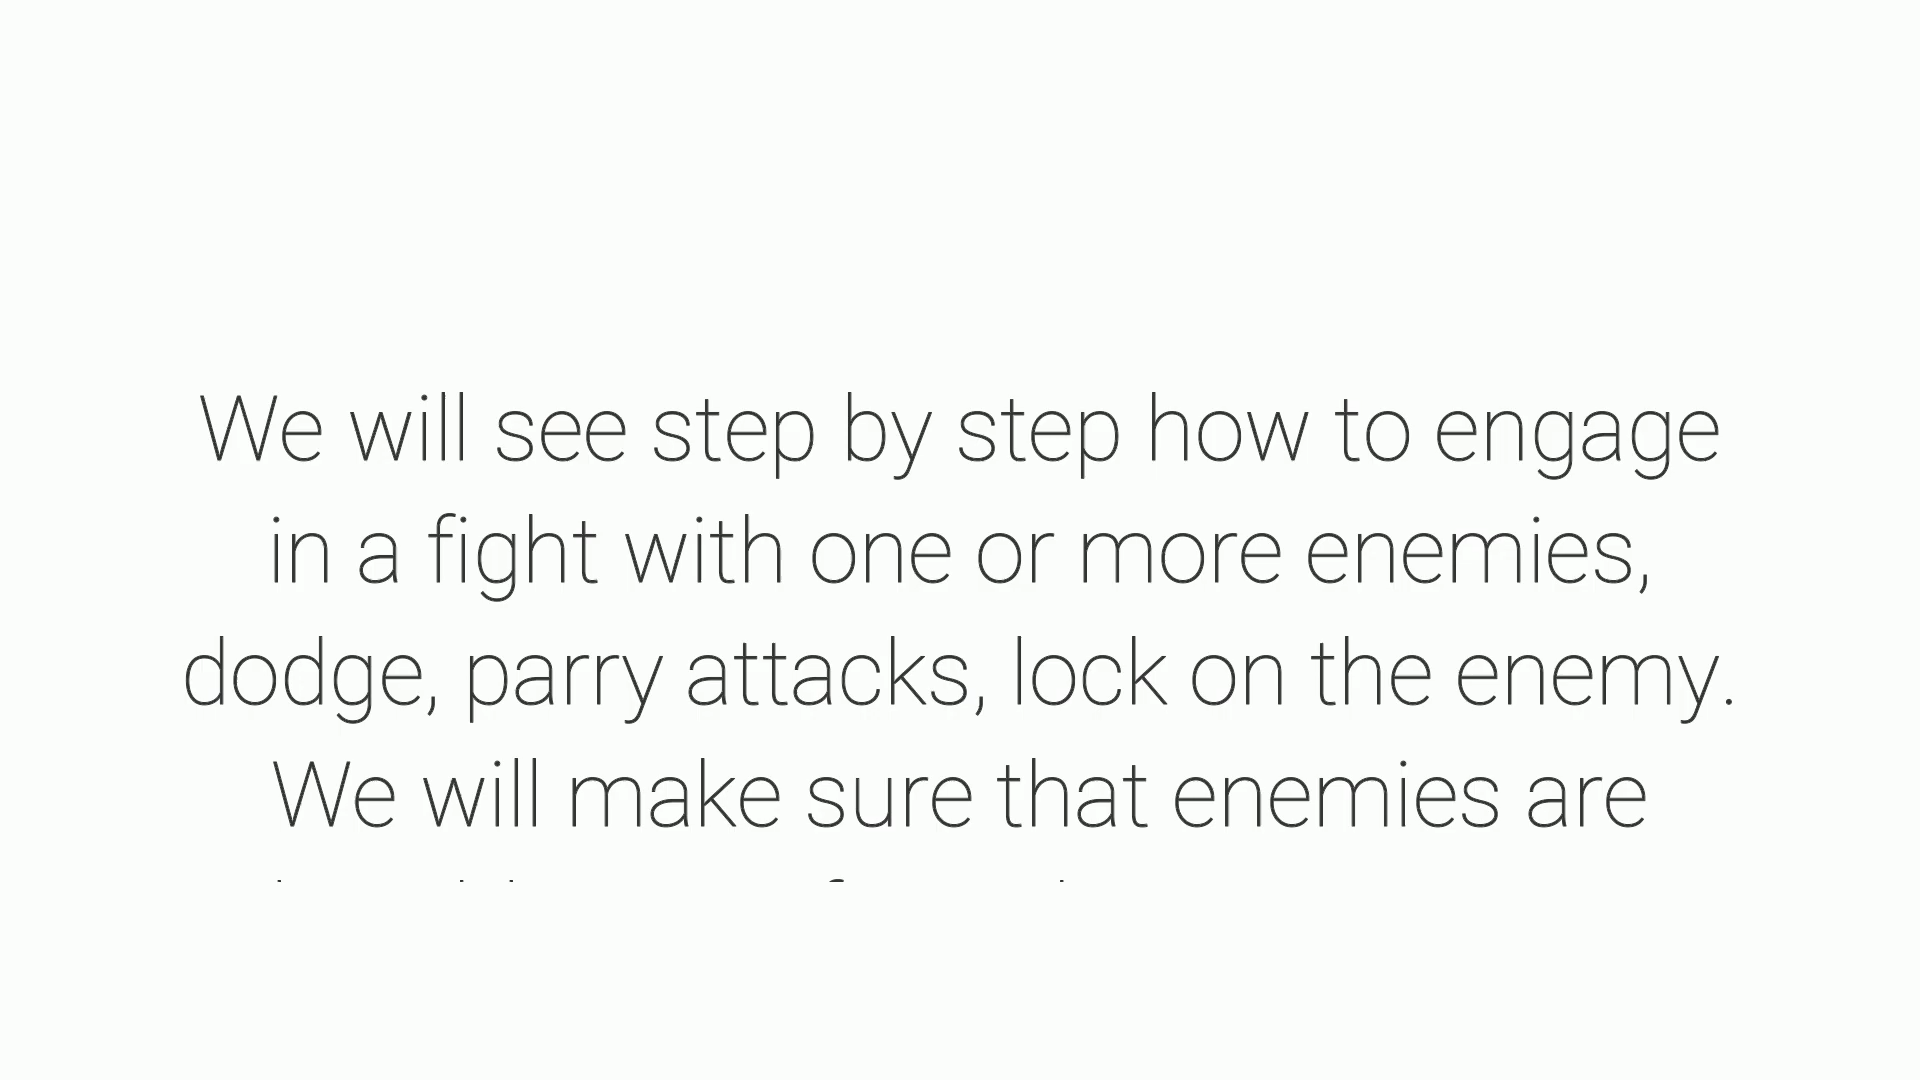 We will see step by step how to engage
in a fight with one or more enemies,
dodge, parry attacks, lock on the enemy.
We will make sure that enemies are